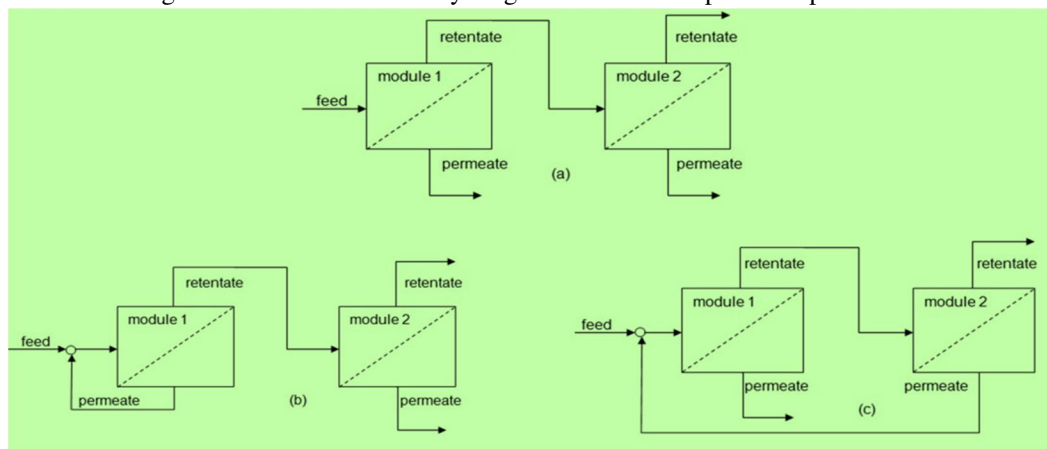 retentate
retentate
module 1
module 2
feed
permeate
permeate
(a)
retentate
retentate
module 1
module 2
feed
permeate
permeate
(b)
retentate
retentate
module 1
module 2
feed
permeate
permeate
(c)